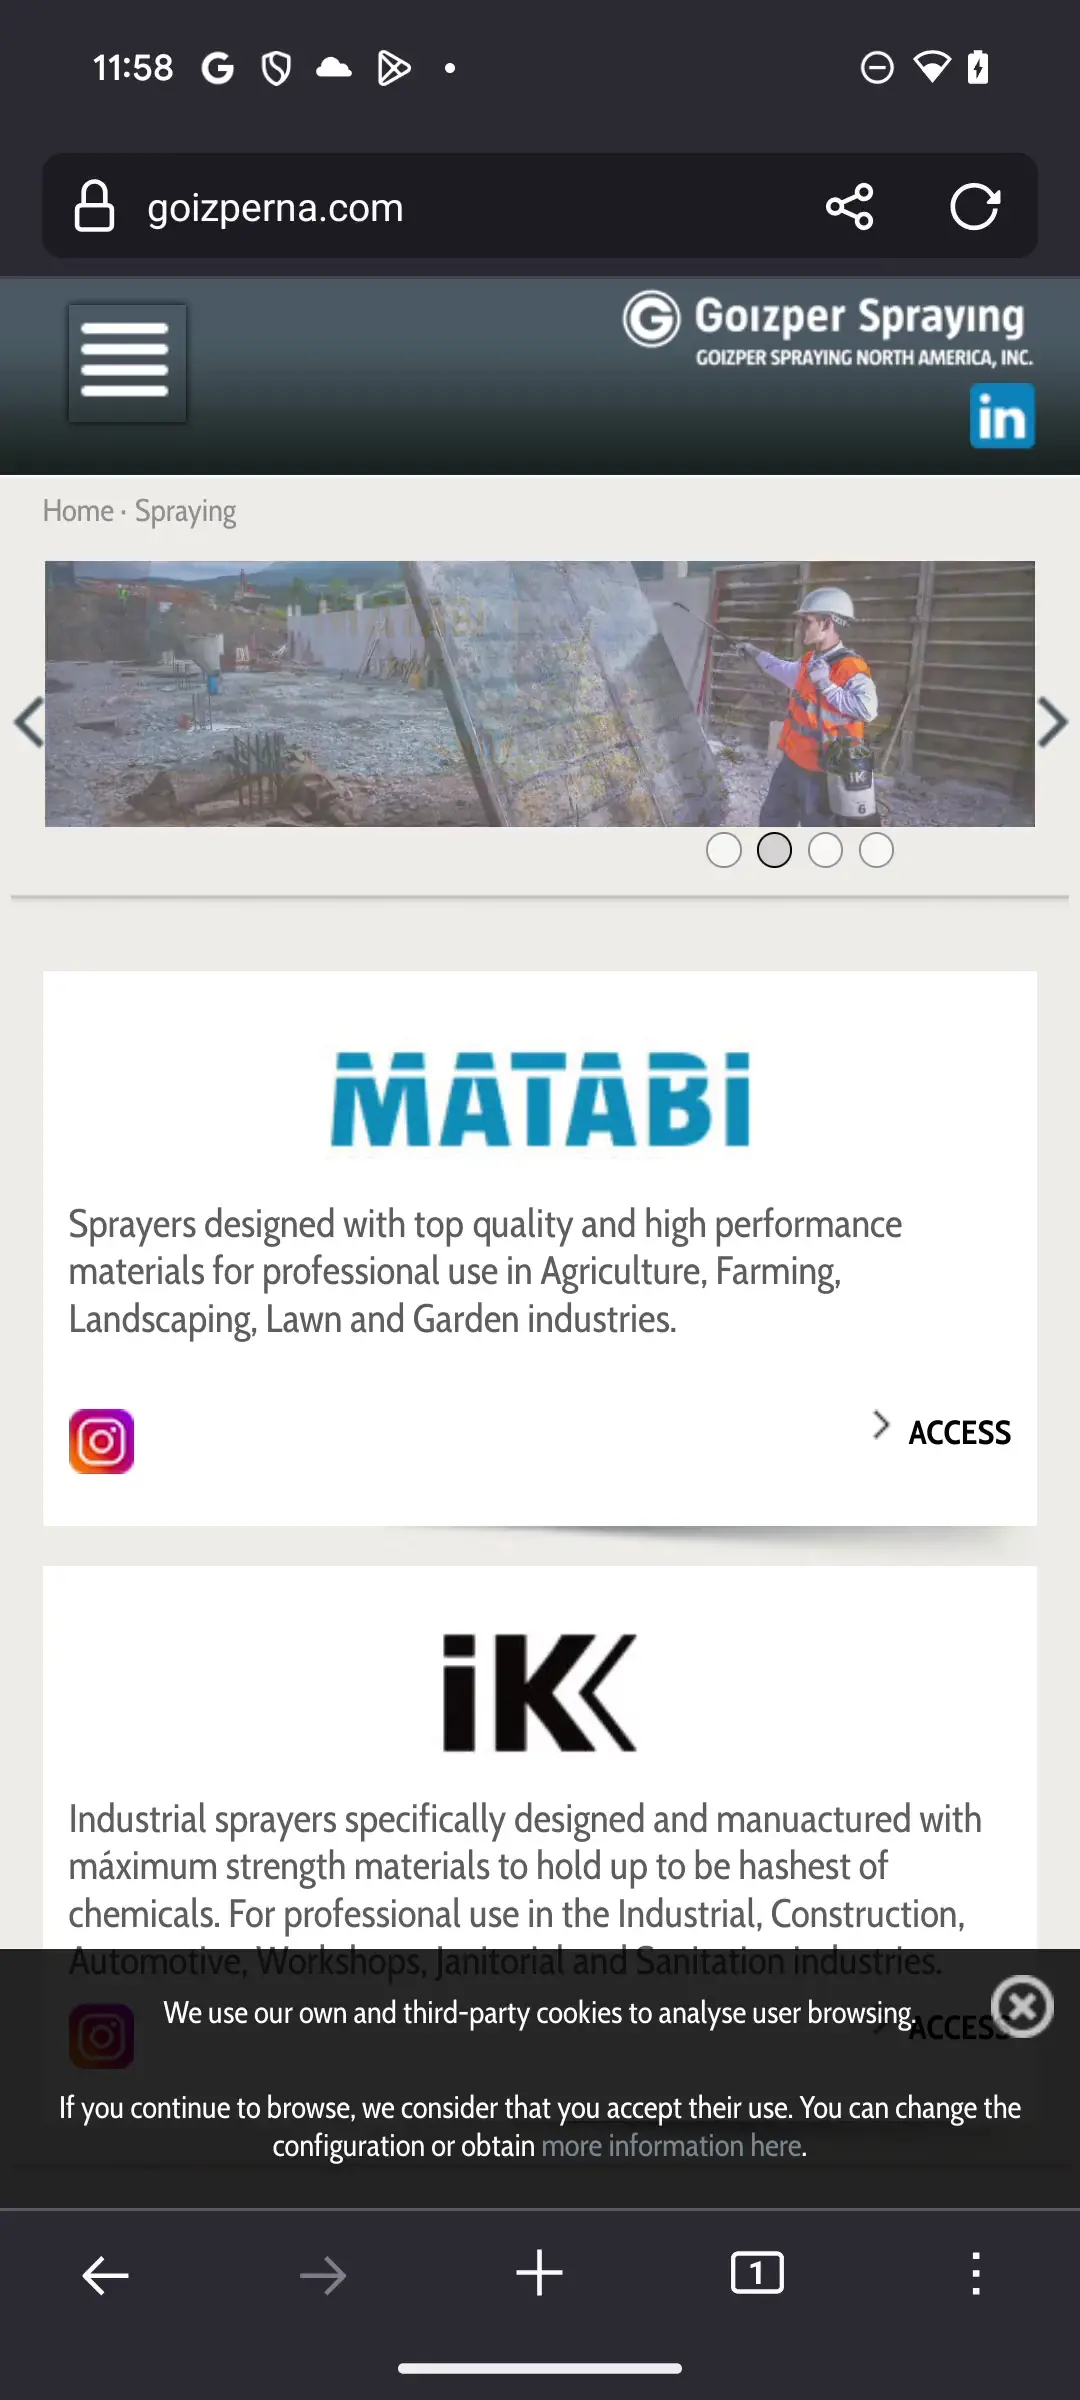 11:58
goizperna.com
Goizper Spraying
GOIZPER SPRAYING NORTH AMERICA, INC.
in
Home · Spraying
MATABi
IK
6
MATABi
Sprayers designed with top quality and high performance
materials for professional use in Agriculture, Farming,
Landscaping, Lawn and Garden industries.
ACCESS
iK
Industrial sprayers specifically designed and manuactured with
máximum strength materials to hold up to be hashest of
chemicals. For professional use in the Industrial, Construction,
Automotive, Workshops, Janitorial and Sanitation industries.
ACCESS
We use our own and third-party cookies to analyse user browsing.
If you continue to browse, we consider that you accept their use. You can change the
configuration or obtain more information here.
1